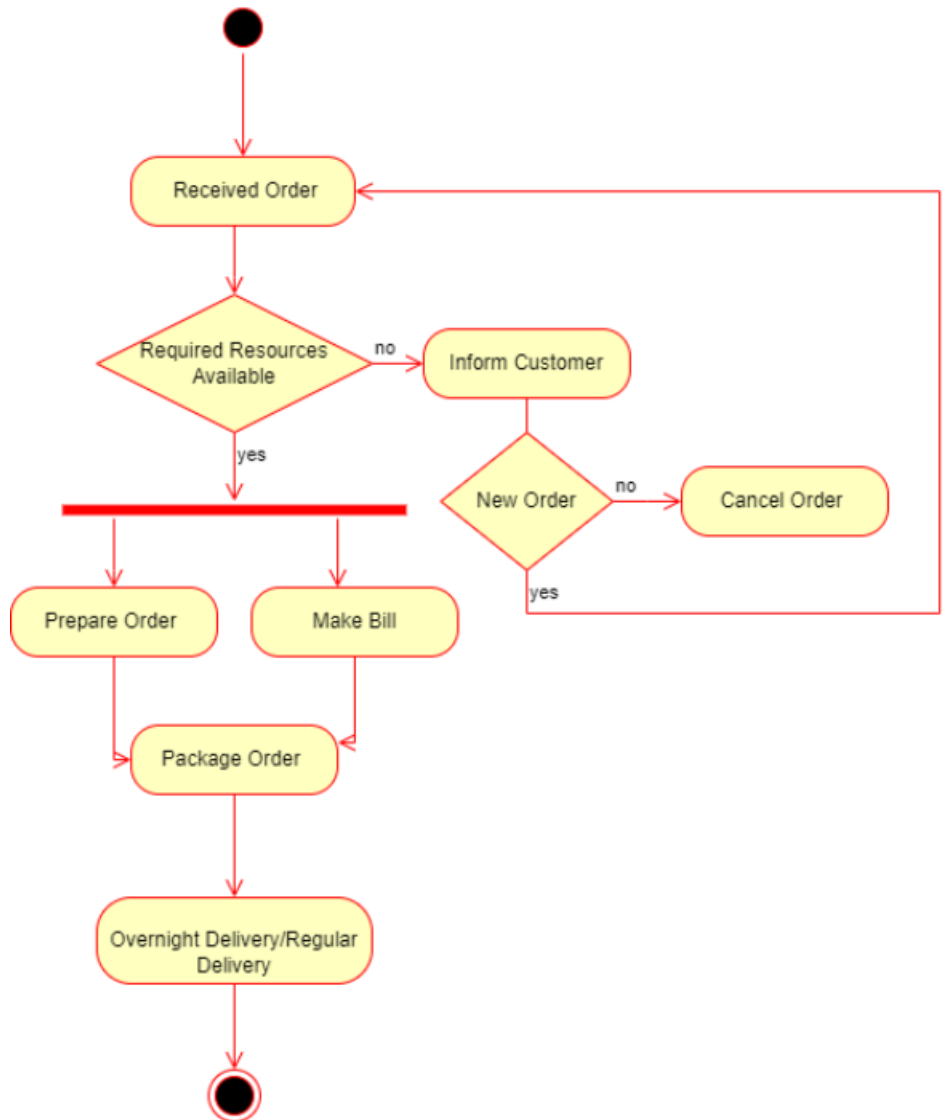 Received Order
Required Resources
Available
no
Inform Customer
yes
New Order
no
Cancel Order
yes
Prepare Order
Make Bill
Package Order
Overnight Delivery/Regular
Delivery